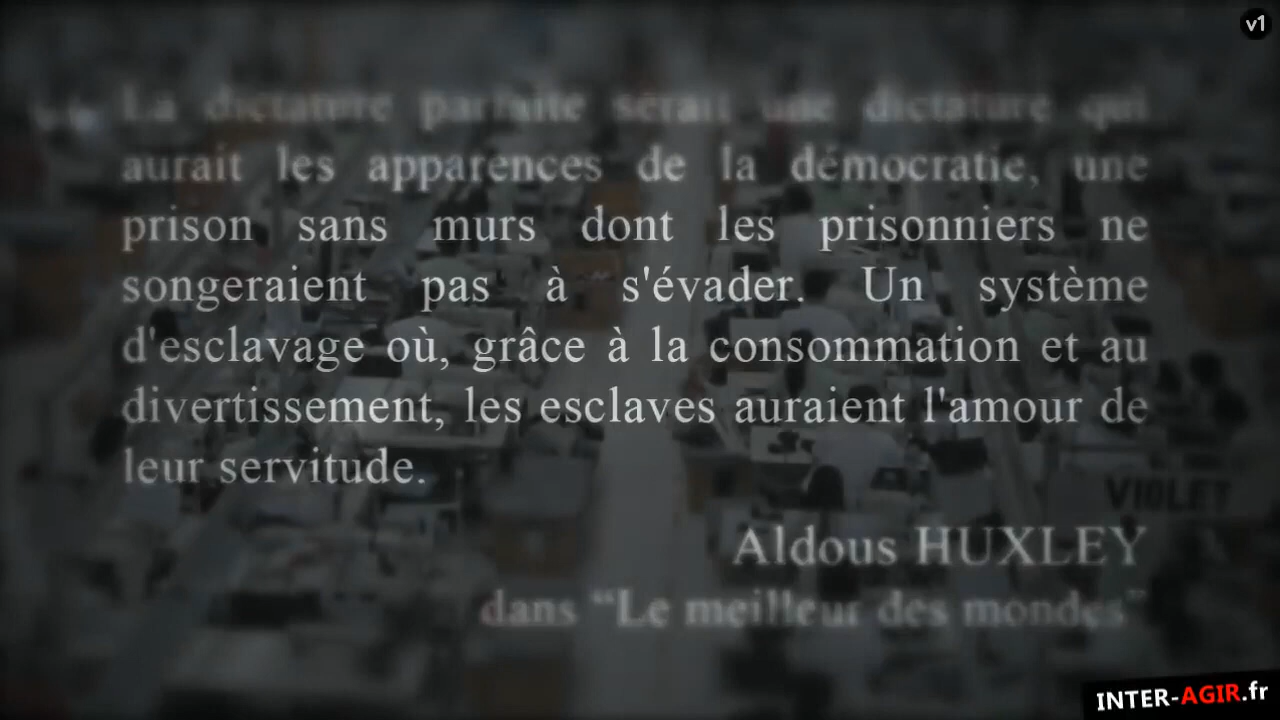 v1
La dictature parfaite serait une dictature qui
aurait les apparences de la démocratie, une
prison sans murs dont les prisonniers ne
songeraient pas à s'évader. Un système
d'esclavage où, grâce à la consommation et au
divertissement, les esclaves auraient l'amour de
leur servitude.
VIOLET
Aldous HUXLEY
dans “Le meilleur des mondes”
INTER-AGIR.fr